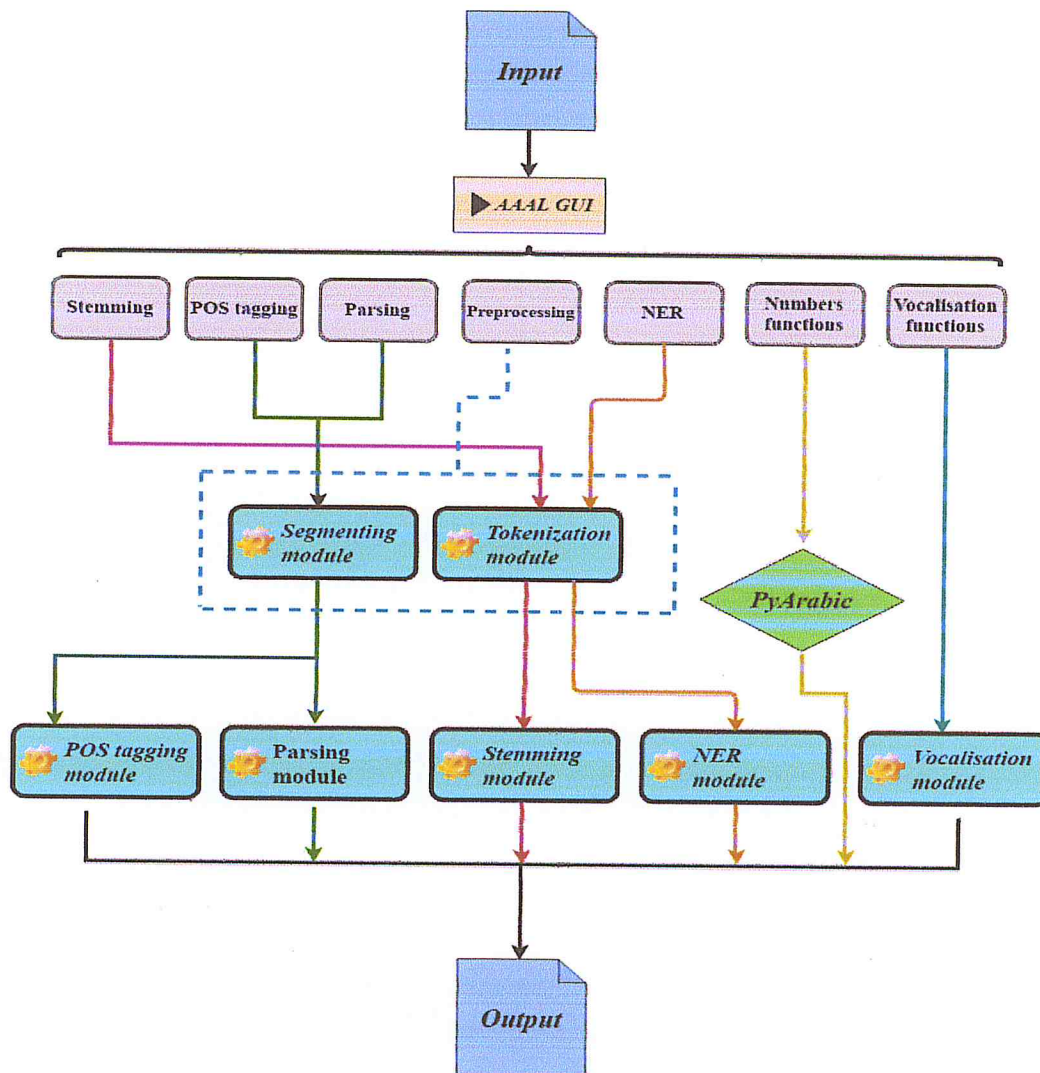 Input
AAAL GUI
Stemming
POS tagging
Parsing
Preprocessing
NER
Numbers
functions
Vocalisation
functions
Segmenting
module
Tokenization
module
PyArabic
POS tagging
module
Parsing
module
Stemming
module
NER
module
Vocalisation
module
Output